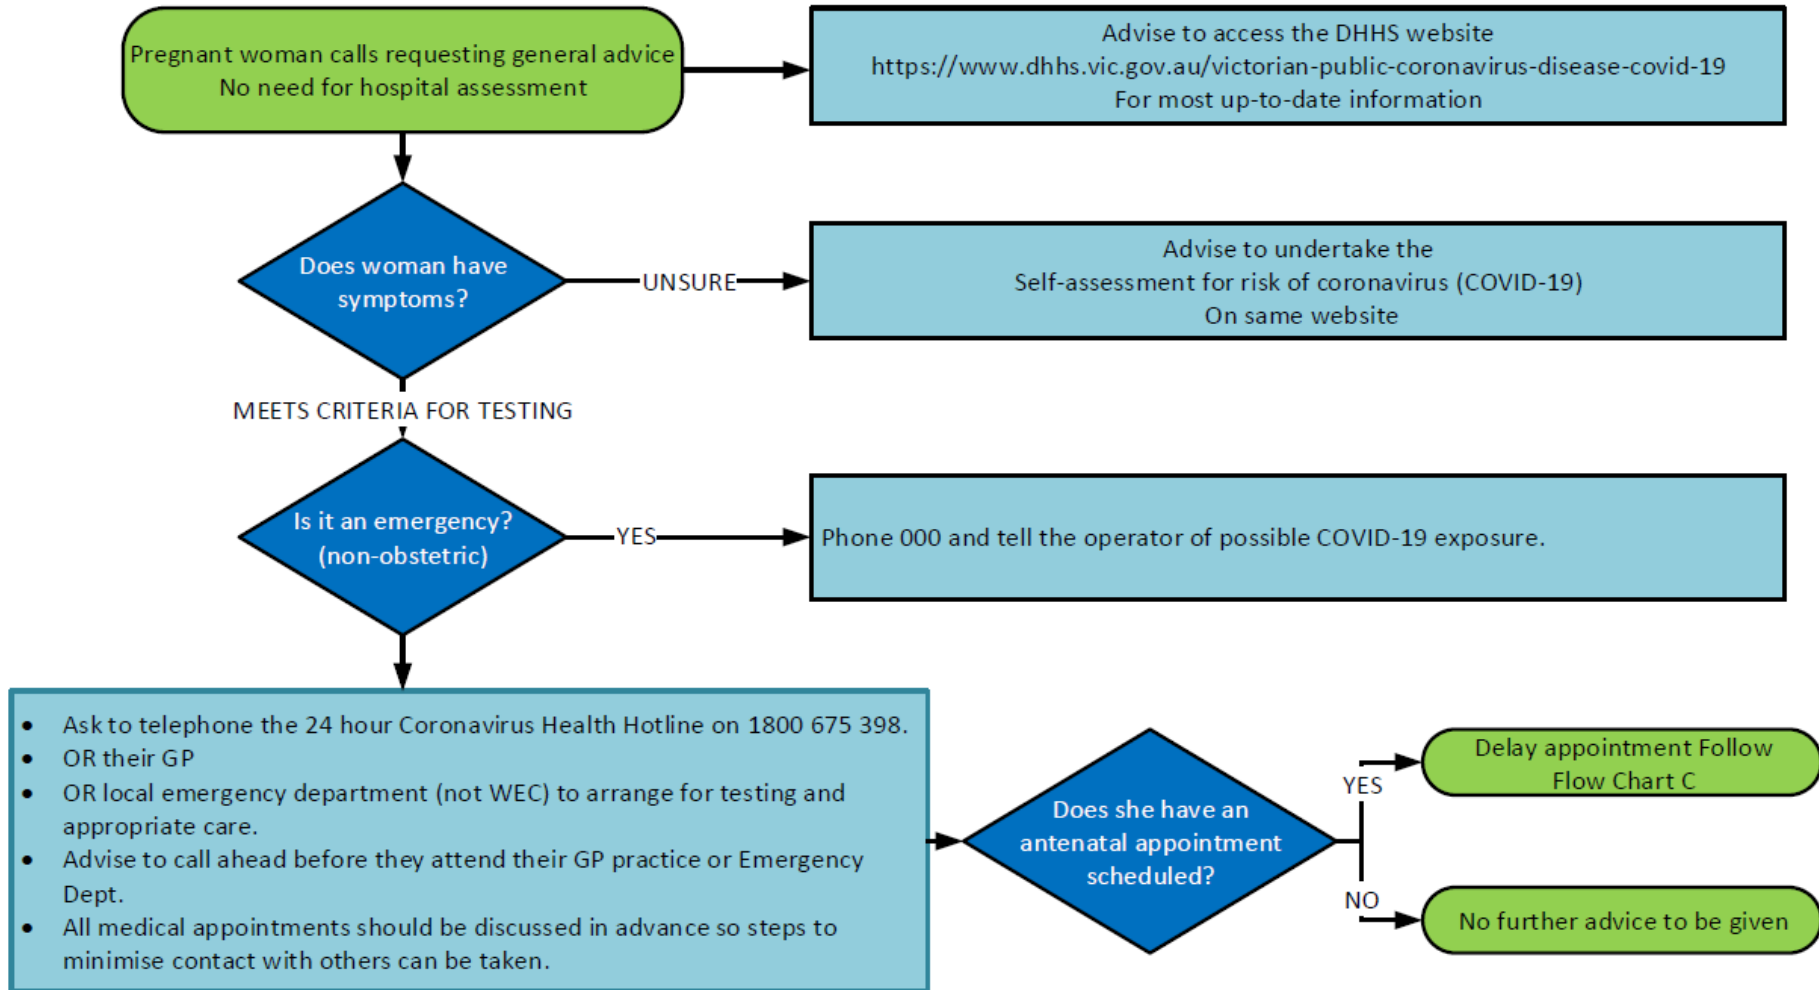 Pregnant woman calls requesting general advice
No need for hospital assessment
Advise to access the DHHS website
https://www.dhhs.vic.gov.au/victorian-public-coronavirus-disease-covid-19
For most up-to-date information
Does woman have
symptoms?
UNSURE
Advise to undertake the
Self-assessment for risk of coronavirus (COVID-19)
On same website
MEETS CRITERIA FOR TESTING
Is it an emergency?
(non-obstetric)
YES
Phone 000 and tell the operator of possible COVID-19 exposure.
• Ask to telephone the 24 hour Coronavirus Health Hotline on 1800 675 398.
• OR their GP
• OR local emergency department (not WEC) to arrange for testing and
appropriate care.
• Advise to call ahead before they attend their GP practice or Emergency
Dept.
• All medical appointments should be discussed in advance so steps to
minimise contact with others can be taken.
Does she have an
antenatal appointment
scheduled?
YES
Delay appointment Follow
Flow Chart C
NO
No further advice to be given